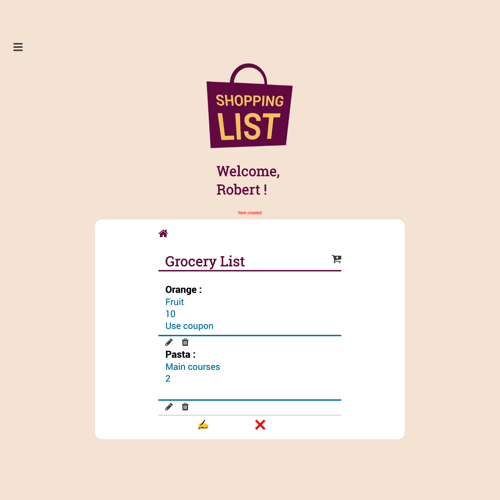 SHOPPING
LIST
Welcome,
Robert !
Item created
Grocery List
Orange :
Fruit
10
Use coupon
Pasta :
Main courses
2